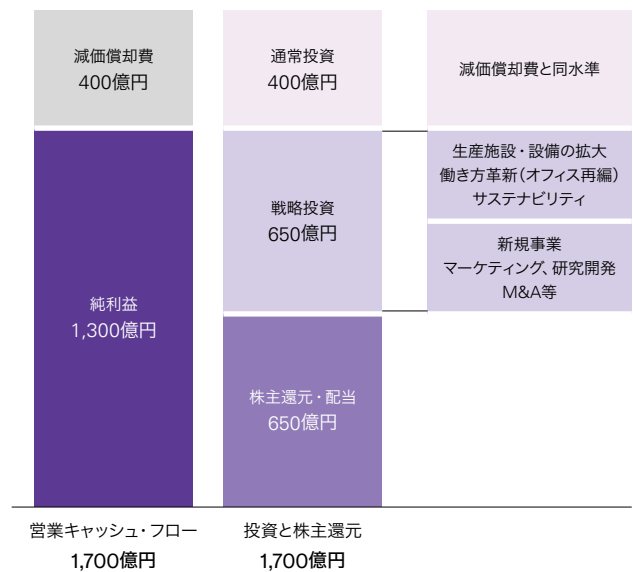 減価償却費
400億円
通常投資
400億円
減価償却費と同水準
純利益
1,300億円
戦略投資
650億円
生産施設・設備の拡大
働き方革新(オフィス再編)
サステナビリティ
新規事業
マーケティング、研究開発
M&A等
株主還元・配当
650億円
営業キャッシュ・フロー
1,700億円
投資と株主還元
1,700億円